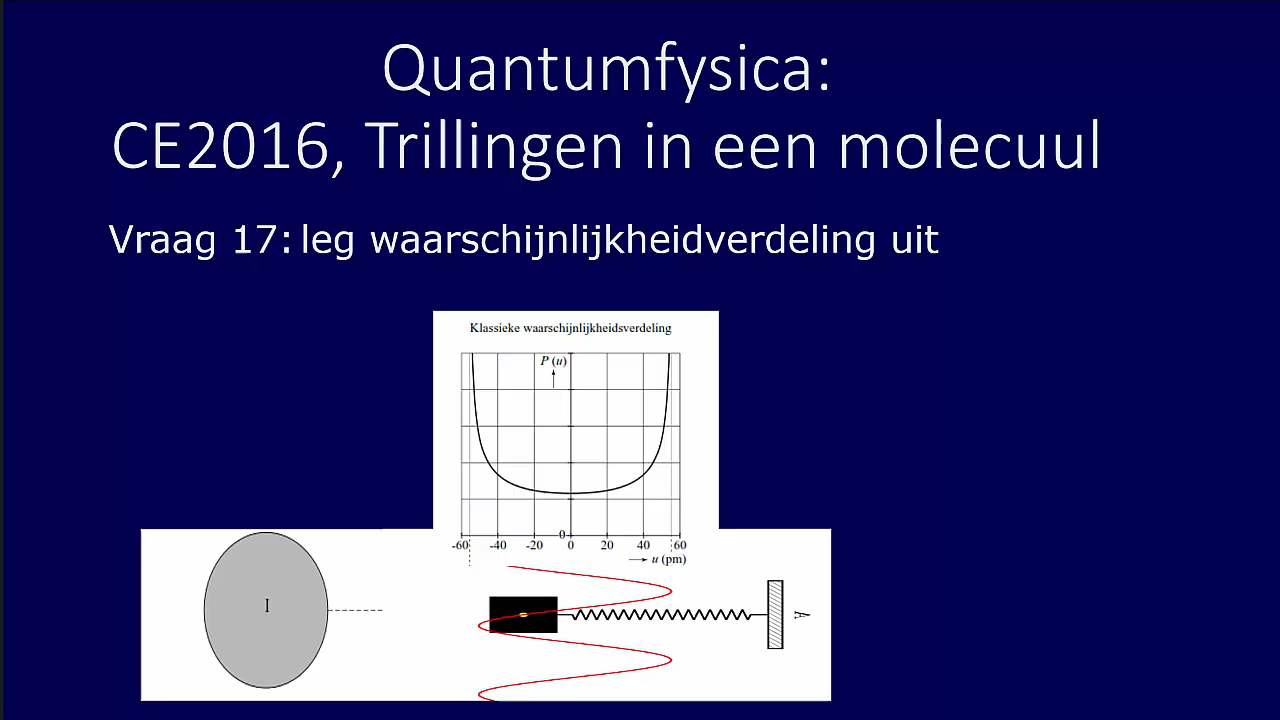 Quantumfysica:
CE2016, Trillingen in een molecuul
Vraag 17: leg waarschijnlijkheidverdeling uit
Klassieke waarschijnlijkheidsverdeling
P (u)
0
-60 -40 -20 0 20 40 60
u (pm)
I
A